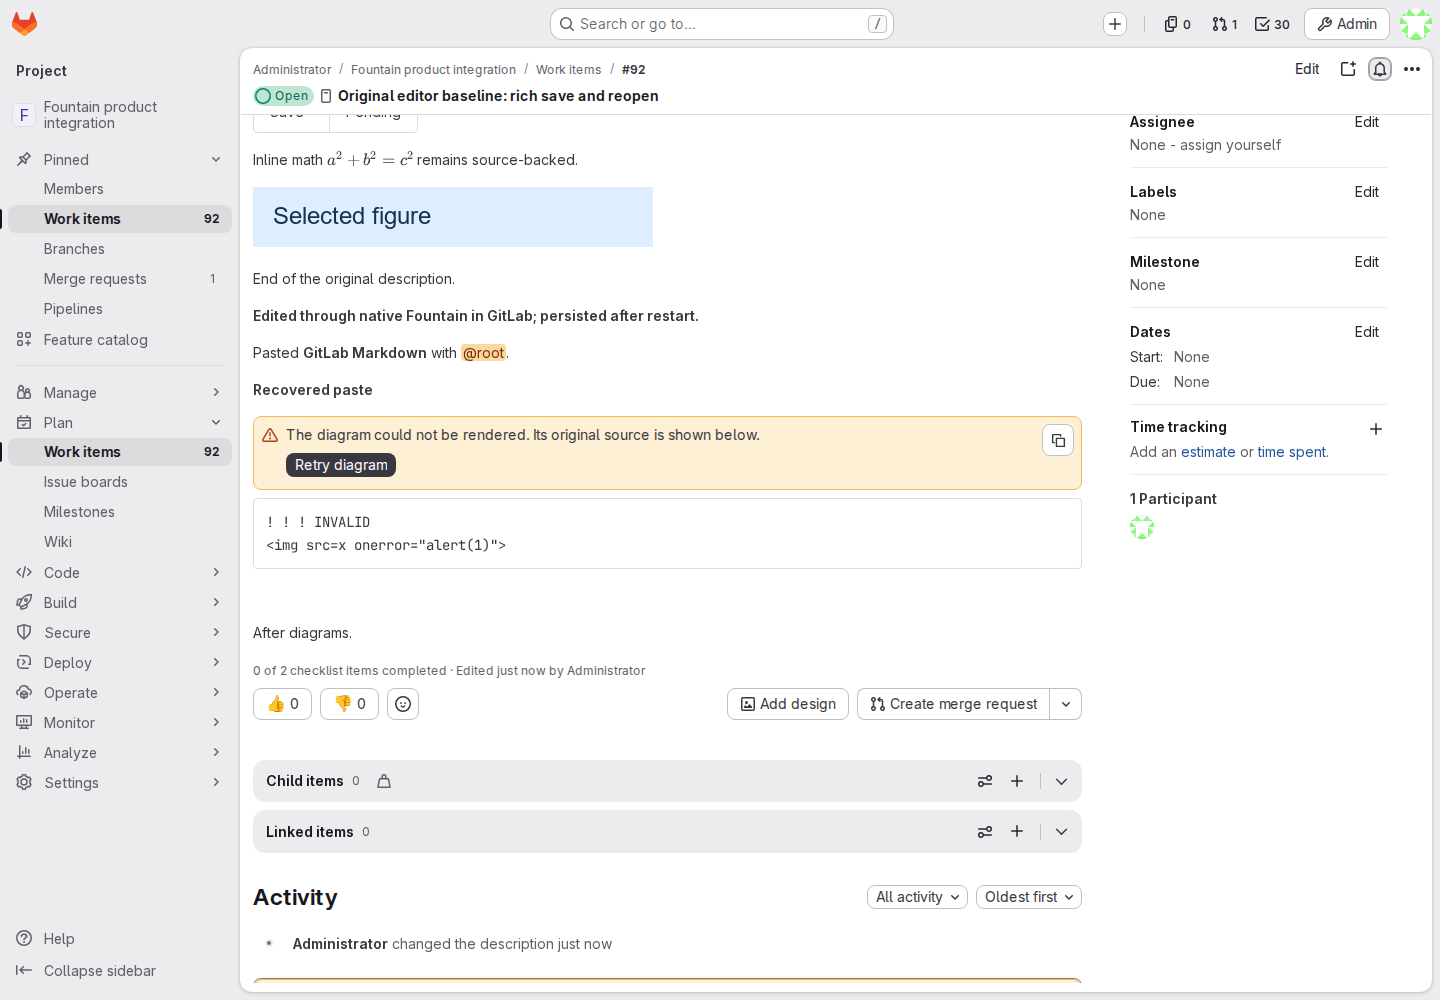 Search or go to...
/
0
1
30
Admin
Project
F
Fountain product integration
Pinned
Members
Work items 92
Branches
Merge requests 1
Pipelines
Feature catalog
Manage
Plan
Work items 92
Issue boards
Milestones
Wiki
Code
Build
Secure
Deploy
Operate
Monitor
Analyze
Settings
Help
Collapse sidebar
Administrator / Fountain product integration / Work items / #92
Edit
Open
Original editor baseline: rich save and reopen
Inline math a² + b² = c² remains source-backed.
Selected figure
End of the original description.
Edited through native Fountain in GitLab; persisted after restart.
Pasted GitLab Markdown with @root.
Recovered paste
The diagram could not be rendered. Its original source is shown below.
Retry diagram
! ! ! INVALID
<img src=x onerror="alert(1)">
After diagrams.
0 of 2 checklist items completed · Edited just now by Administrator
👍 0
👎 0
Add design
Create merge request
Child items 0
Linked items 0
Activity
All activity
Oldest first
Administrator changed the description just now
Assignee
Edit
None - assign yourself
Labels
Edit
None
Milestone
Edit
None
Dates
Edit
Start: None
Due: None
Time tracking
Add an estimate or time spent.
1 Participant